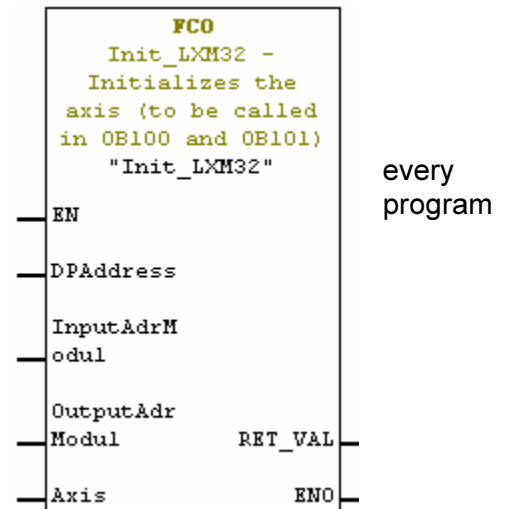 FC0
Init_LXM32 -
Initializes the
axis (to be called
in OB100 and OB101)
"Init_LXM32"
EN
DPAddress
InputAdrM
odul
OutputAdr
Modul
RET_VAL
Axis
ENO
every
program